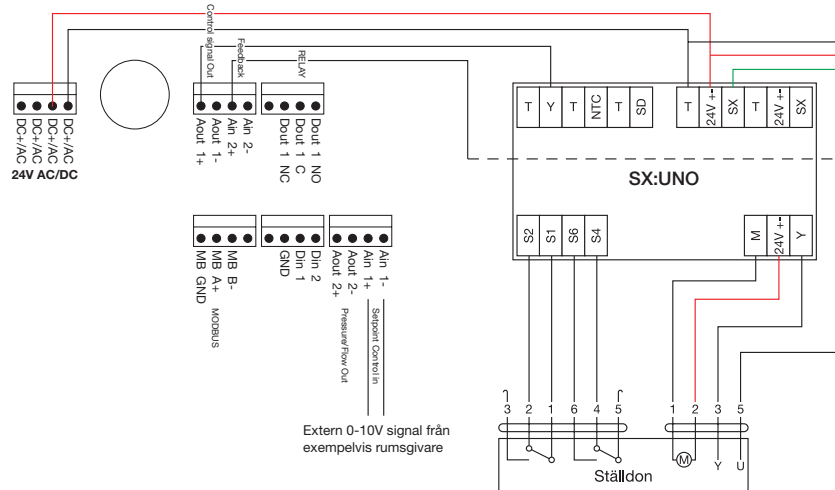 Control signal Out
Feedback
RELAY
DC+/AC
DC+/AC
DC+/AC
DC+/AC
24V AC/DC
Aout 1+
Aout 1-
Ain 2+
Ain 2-
Dout 1 NC
Dout 1 C
Dout 1 NO
T
Y
T
NTC
T
SD
T
24V +
SX
T
24V +
SX
SX:UNO
S2
S1
S6
S4
M
24V +
Y
MB GND
MB A+
MB B-
MODBUS
GND
Din 1
Din 2
Aout 2+
Aout 2-
Ain 1+
Ain 1-
Pressure/Flow Out
Setpoint Control in
Extern 0-10V signal från
exempelvis rumsgivare
3
2
1
6
4
5
1
2
3
5
M
Y
U
Ställdon